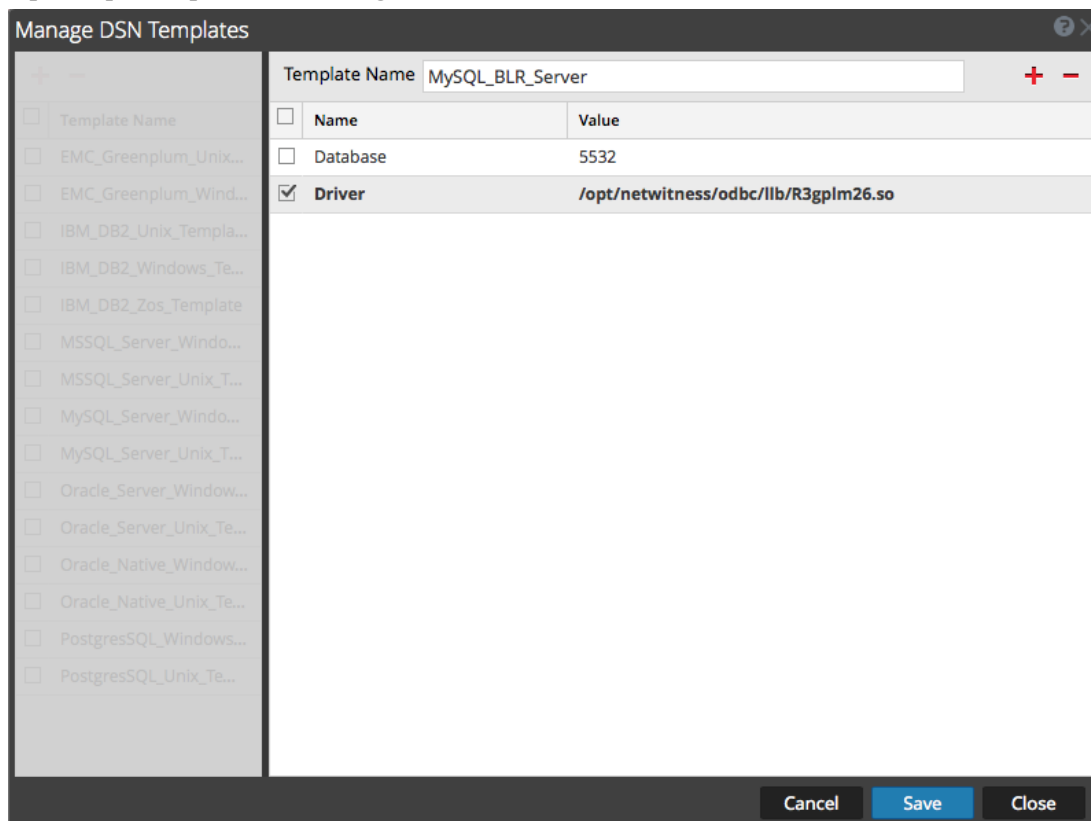 Manage DSN Templates
Template Name MySQL_BLR_Server
Template Name
EMC_Greenplum_Unix...
EMC_Greenplum_Wind...
IBM_DB2_Unix_Templa...
IBM_DB2_Windows_Te...
IBM_DB2_Zos_Template
MSSQL_Server_Windo...
MSSQL_Server_Unix_T...
MySQL_Server_Windo...
MySQL_Server_Unix_T...
Oracle_Server_Window...
Oracle_Server_Unix_Te...
Oracle_Native_Window...
Oracle_Native_Unix_Te...
PostgresSQL_Windows...
PostgresSQL_Unix_Te...
Name Value
Database 5532
Driver /opt/netwitness/odbc/llb/R3gplm26.so
Cancel Save Close